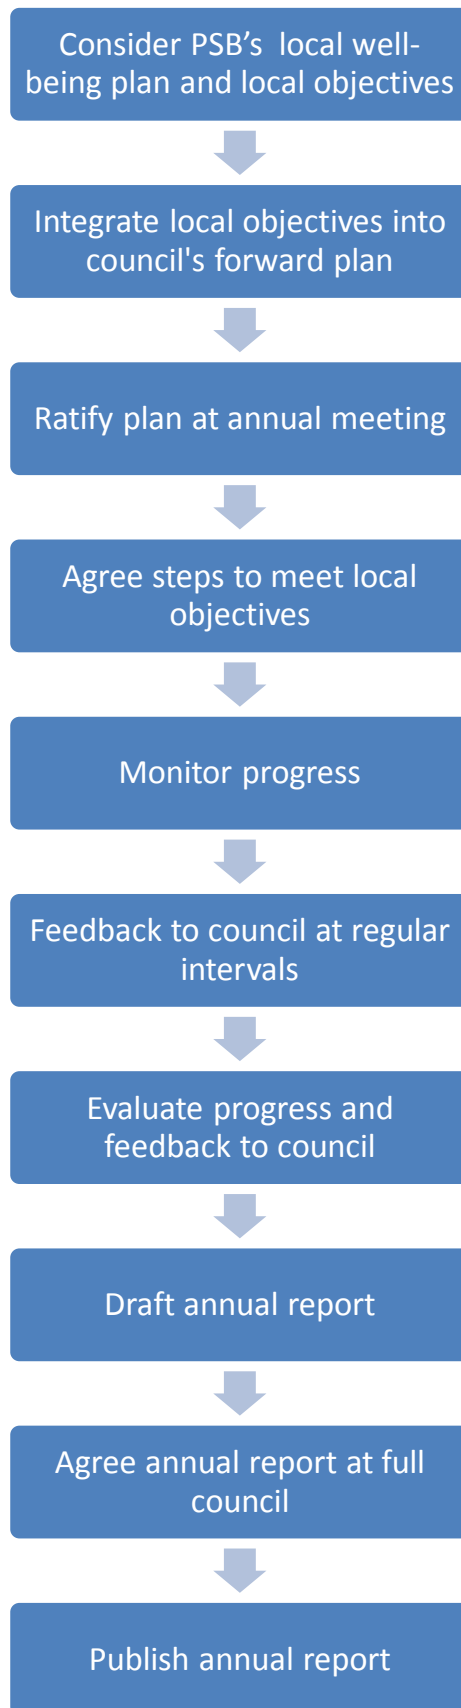 Consider PSB’s  local well-
being plan and local objectives
Integrate local objectives into
council's forward plan
Ratify plan at annual meeting
Agree steps to meet local
objectives
Monitor progress
Feedback to council at regular
intervals
Evaluate progress and
feedback to council
Draft annual report
Agree annual report at full
council
Publish annual report